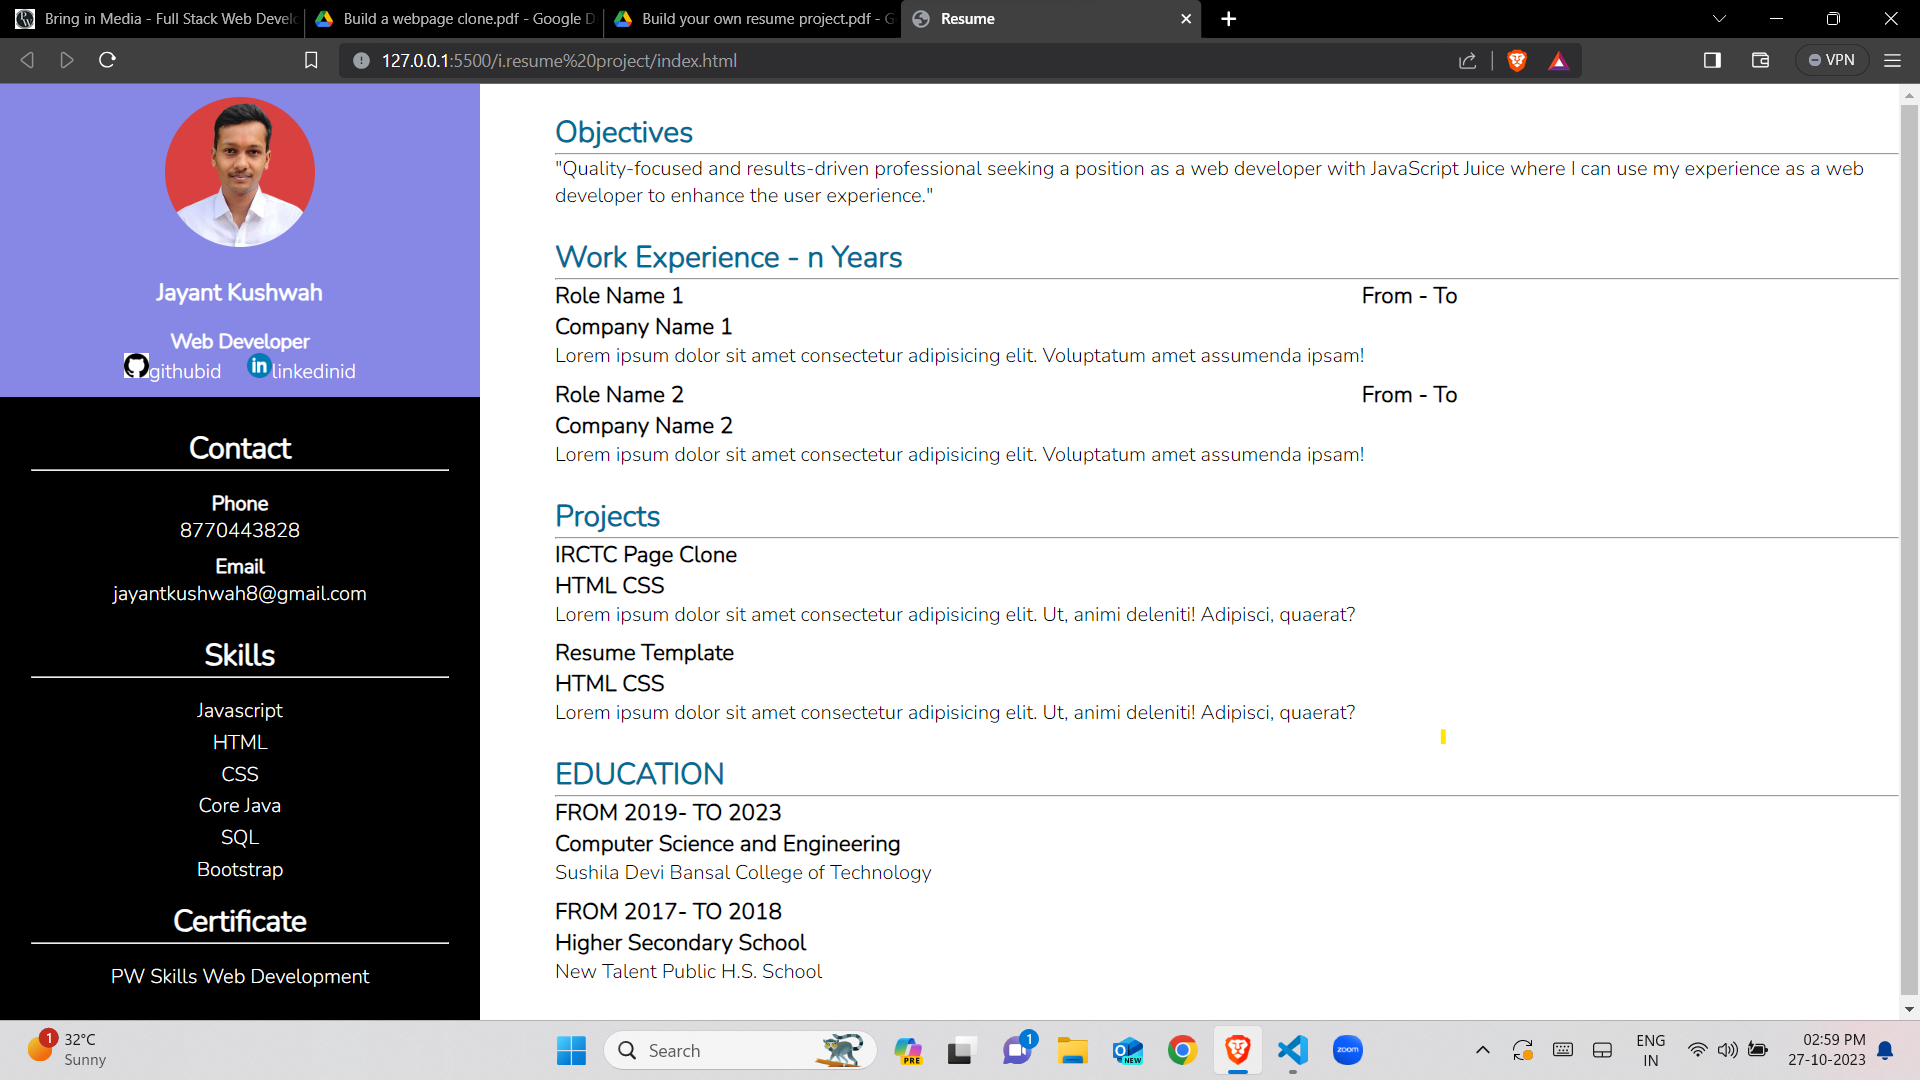 Bring in Media - Full Stack Web Develo
Build a webpage clone.pdf - Google D
Build your own resume project.pdf - G
Resume
127.0.0.1:5500/i.resume%20project/index.html
VPN
Jayant Kushwah
Web Developer
githubid
in linkedinid
Contact
Phone
8770443828
Email
jayantkushwah8@gmail.com
Skills
Javascript
HTML
CSS
Core Java
SQL
Bootstrap
Certificate
PW Skills Web Development
Objectives
"Quality-focused and results-driven professional seeking a position as a web developer with JavaScript Juice where I can use my experience as a web
developer to enhance the user experience."
Work Experience - n Years
Role Name 1 From - To
Company Name 1
Lorem ipsum dolor sit amet consectetur adipisicing elit. Voluptatum amet assumenda ipsam!
Role Name 2 From - To
Company Name 2
Lorem ipsum dolor sit amet consectetur adipisicing elit. Voluptatum amet assumenda ipsam!
Projects
IRCTC Page Clone
HTML CSS
Lorem ipsum dolor sit amet consectetur adipisicing elit. Ut, animi deleniti! Adipisci, quaerat?
Resume Template
HTML CSS
Lorem ipsum dolor sit amet consectetur adipisicing elit. Ut, animi deleniti! Adipisci, quaerat?
EDUCATION
FROM 2019- TO 2023
Computer Science and Engineering
Sushila Devi Bansal College of Technology
FROM 2017- TO 2018
Higher Secondary School
New Talent Public H.S. School
1
32°C
Sunny
Search
PRE
1
NEW
zoom
ENG
IN
02:59 PM
27-10-2023